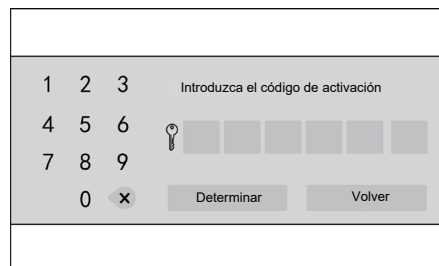 1 2 3
Introduzca el código de activación
4 5 6
7 8 9
0
Determinar
Volver